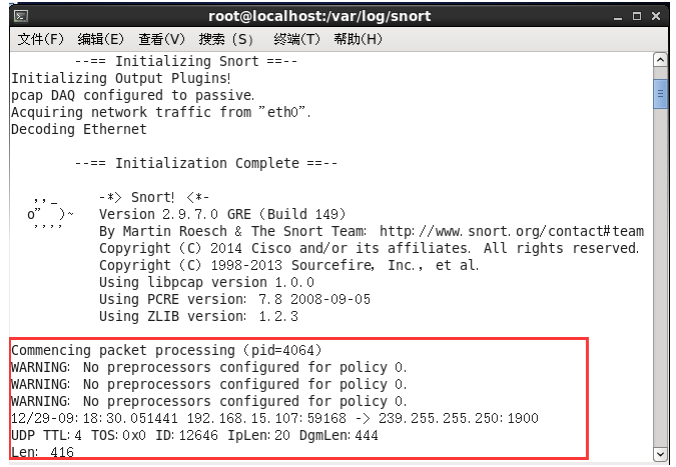 root@localhost:/var/log/snort
文件(F) 编辑(E) 查看(V) 搜索 (S) 终端(T) 帮助(H)
--== Initializing Snort ==--
Initializing Output Plugins!
pcap DAQ configured to passive.
Acquiring network traffic from "eth0".
Decoding Ethernet
--== Initialization Complete ==--
,,_ -*> Snort! <*-
o" )~ Version 2.9.7.0 GRE (Build 149)
'''' By Martin Roesch & The Snort Team: http://www.snort.org/contact#team
Copyright (C) 2014 Cisco and/or its affiliates. All rights reserved.
Copyright (C) 1998-2013 Sourcefire, Inc., et al.
Using libpcap version 1.0.0
Using PCRE version: 7.8 2008-09-05
Using ZLIB version: 1.2.3
Commencing packet processing (pid=4064)
WARNING: No preprocessors configured for policy 0.
WARNING: No preprocessors configured for policy 0.
WARNING: No preprocessors configured for policy 0.
12/29-09:18:30.051441 192.168.15.107:59168 -> 239.255.255.250:1900
UDP TTL:4 TOS:0x0 ID:12646 IpLen:20 DgmLen:444
Len: 416